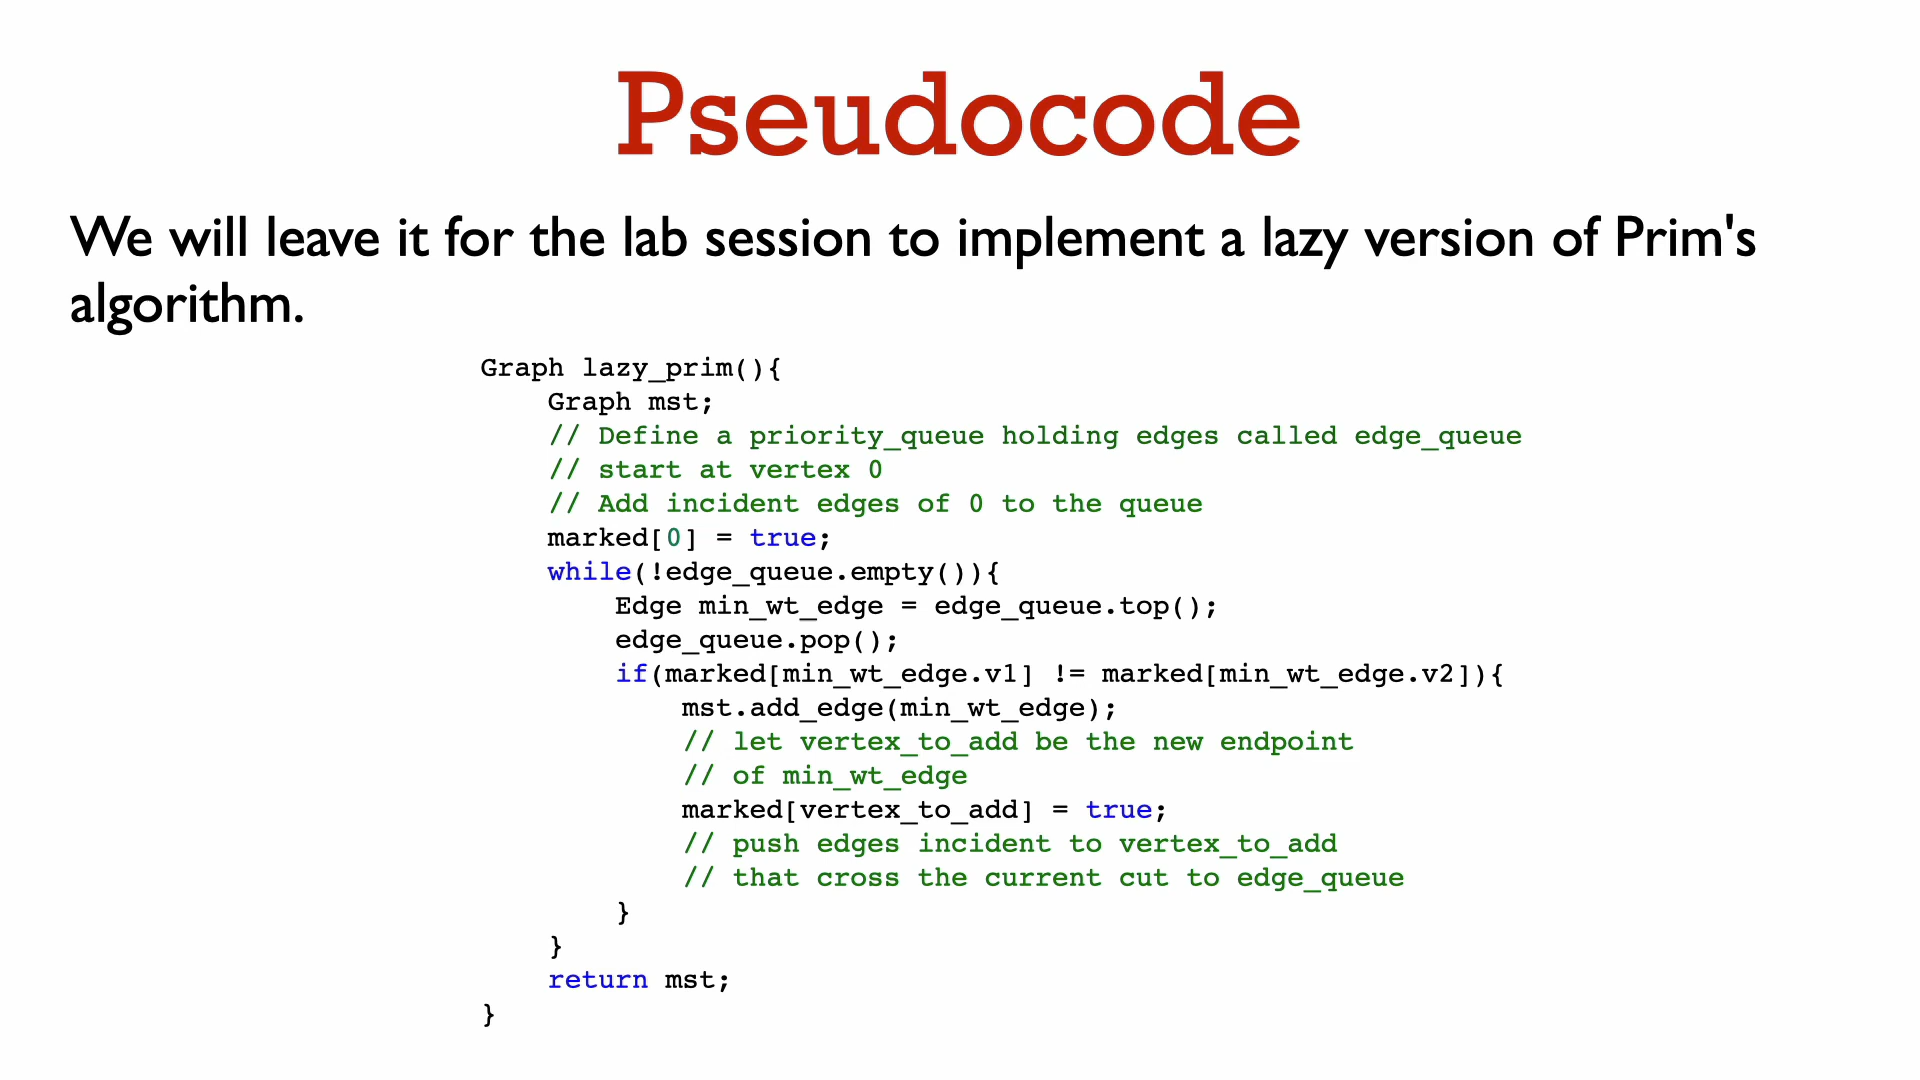 Pseudocode
We will leave it for the lab session to implement a lazy version of Prim's
algorithm.
Graph lazy_prim(){
    Graph mst;
    // Define a priority_queue holding edges called edge_queue
    // start at vertex 0
    // Add incident edges of 0 to the queue
    marked[0] = true;
    while(!edge_queue.empty()){
        Edge min_wt_edge = edge_queue.top();
        edge_queue.pop();
        if(marked[min_wt_edge.v1] != marked[min_wt_edge.v2]){
            mst.add_edge(min_wt_edge);
            // let vertex_to_add be the new endpoint
            // of min_wt_edge
            marked[vertex_to_add] = true;
            // push edges incident to vertex_to_add
            // that cross the current cut to edge_queue
        }
    }
    return mst;
}